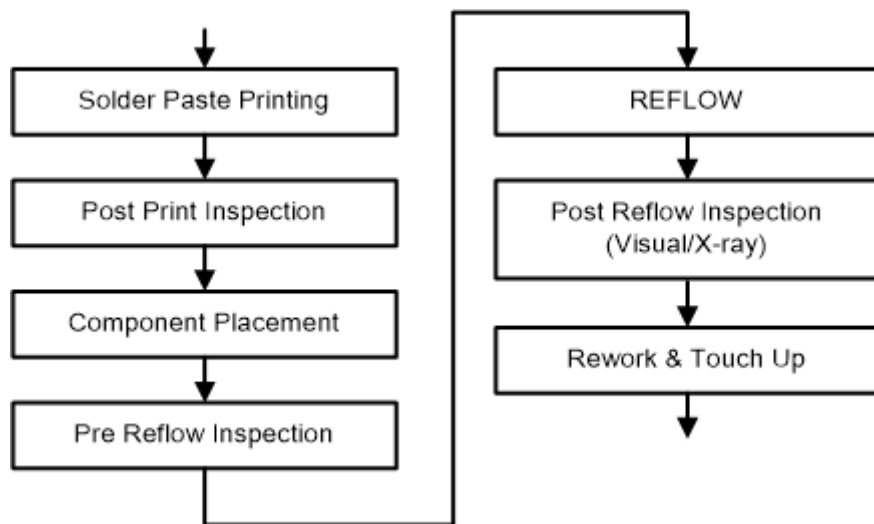 Solder Paste Printing
Post Print Inspection
Component Placement
Pre Reflow Inspection
REFLOW
Post Reflow Inspection
(Visual/X-ray)
Rework & Touch Up